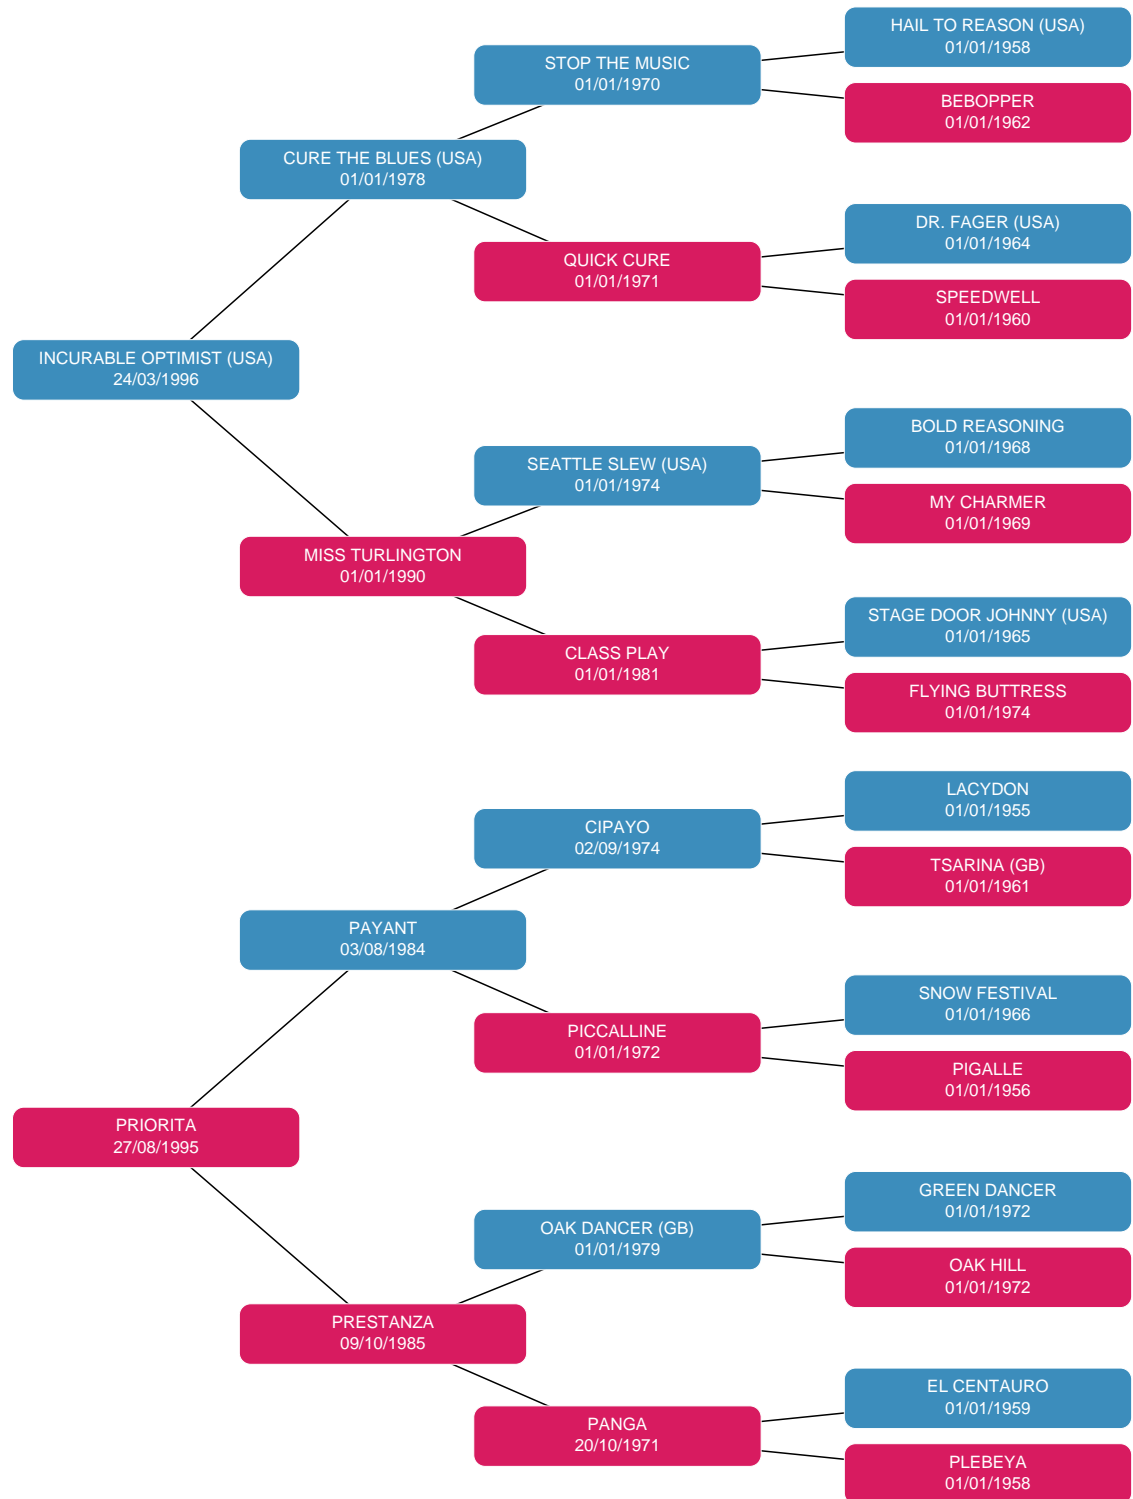 HAIL TO REASON (USA)
01/01/1958
STOP THE MUSIC
01/01/1970
BEBOPPER
01/01/1962
CURE THE BLUES (USA)
01/01/1978
DR. FAGER (USA)
01/01/1964
QUICK CURE
01/01/1971
SPEEDWELL
01/01/1960
INCURABLE OPTIMIST (USA)
24/03/1996
BOLD REASONING
01/01/1968
SEATTLE SLEW (USA)
01/01/1974
MY CHARMER
01/01/1969
MISS TURLINGTON
01/01/1990
STAGE DOOR JOHNNY (USA)
01/01/1965
CLASS PLAY
01/01/1981
FLYING BUTTRESS
01/01/1974
LACYDON
01/01/1955
CIPAYO
02/09/1974
TSARINA (GB)
01/01/1961
PAYANT
03/08/1984
SNOW FESTIVAL
01/01/1966
PICCALLINE
01/01/1972
PIGALLE
01/01/1956
PRIORITA
27/08/1995
GREEN DANCER
01/01/1972
OAK DANCER (GB)
01/01/1979
OAK HILL
01/01/1972
PRESTANZA
09/10/1985
EL CENTAURO
01/01/1959
PANGA
20/10/1971
PLEBEYA
01/01/1958